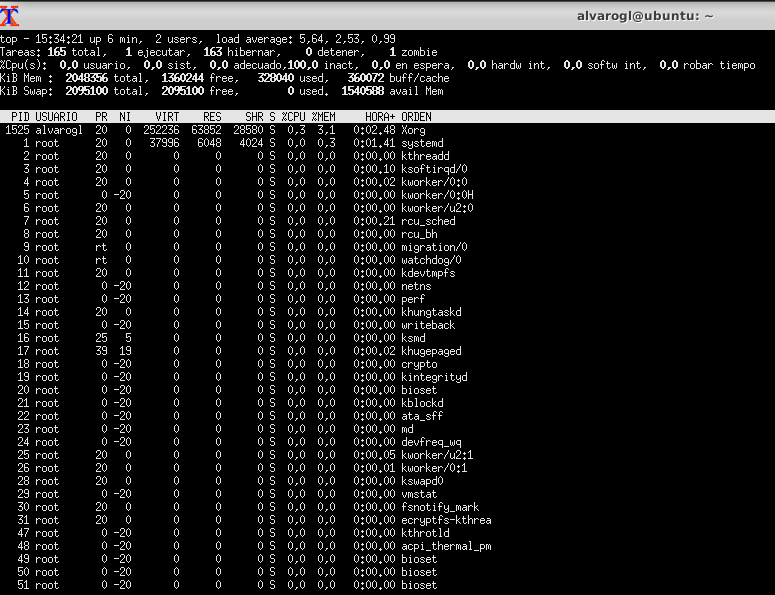 alvarogl@ubuntu: ~
top - 15:34:21 up 6 min,  2 users,  load average: 5,64, 2,53, 0,99
Tareas: 165 total,   1 ejecutar, 163 hibernar,   0 detener,   1 zombie
%Cpu(s):  0,0 usuario,  0,0 sist,  0,0 adecuado,100,0 inact,  0,0 en espera,  0,0 hardw int,  0,0 softw int,  0,0 robar tiempo
KiB Mem :  2048356 total,  1360244 free,   328040 used,   360072 buff/cache
KiB Swap:  2095100 total,  2095100 free,        0 used.  1540588 avail Mem
PID USUARIO PR NI VIRT RES SHR S %CPU %MEM HORA+ ORDEN
1525 alvarogl 20 0 252236 63852 28580 S 0,3 3,1 0:02.48 Xorg
1 root 20 0 37996 6048 4024 S 0,0 0,3 0:01.41 systemd
2 root 20 0 0 0 0 S 0,0 0,0 0:00.00 kthreadd
3 root 20 0 0 0 0 S 0,0 0,0 0:00.10 ksoftirqd/0
4 root 20 0 0 0 0 S 0,0 0,0 0:00.02 kworker/0:0
5 root 0 -20 0 0 0 S 0,0 0,0 0:00.00 kworker/0:0H
6 root 20 0 0 0 0 S 0,0 0,0 0:00.00 kworker/u2:0
7 root 20 0 0 0 0 S 0,0 0,0 0:00.21 rcu_sched
8 root 20 0 0 0 0 S 0,0 0,0 0:00.00 rcu_bh
9 root rt 0 0 0 0 S 0,0 0,0 0:00.00 migration/0
10 root rt 0 0 0 0 S 0,0 0,0 0:00.00 watchdog/0
11 root 20 0 0 0 0 S 0,0 0,0 0:00.00 kdevtmpfs
12 root 0 -20 0 0 0 S 0,0 0,0 0:00.00 netns
13 root 0 -20 0 0 0 S 0,0 0,0 0:00.00 perf
14 root 20 0 0 0 0 S 0,0 0,0 0:00.00 khungtaskd
15 root 0 -20 0 0 0 S 0,0 0,0 0:00.00 writeback
16 root 25 5 0 0 0 S 0,0 0,0 0:00.00 ksmd
17 root 39 19 0 0 0 S 0,0 0,0 0:00.02 khugepaged
18 root 0 -20 0 0 0 S 0,0 0,0 0:00.00 crypto
19 root 0 -20 0 0 0 S 0,0 0,0 0:00.00 kintegrityd
20 root 0 -20 0 0 0 S 0,0 0,0 0:00.00 bioset
21 root 0 -20 0 0 0 S 0,0 0,0 0:00.00 kblockd
22 root 0 -20 0 0 0 S 0,0 0,0 0:00.00 ata_sff
23 root 0 -20 0 0 0 S 0,0 0,0 0:00.00 md
24 root 0 -20 0 0 0 S 0,0 0,0 0:00.00 devfreq_wq
25 root 20 0 0 0 0 S 0,0 0,0 0:00.05 kworker/u2:1
26 root 20 0 0 0 0 S 0,0 0,0 0:00.01 kworker/0:1
28 root 20 0 0 0 0 S 0,0 0,0 0:00.00 kswapd0
29 root 0 -20 0 0 0 S 0,0 0,0 0:00.00 vmstat
30 root 20 0 0 0 0 S 0,0 0,0 0:00.00 fsnotify_mark
31 root 20 0 0 0 0 S 0,0 0,0 0:00.00 ecryptfs-kthrea
47 root 0 -20 0 0 0 S 0,0 0,0 0:00.00 kthrotld
48 root 0 -20 0 0 0 S 0,0 0,0 0:00.00 acpi_thermal_pm
49 root 0 -20 0 0 0 S 0,0 0,0 0:00.00 bioset
50 root 0 -20 0 0 0 S 0,0 0,0 0:00.00 bioset
51 root 0 -20 0 0 0 S 0,0 0,0 0:00.00 bioset